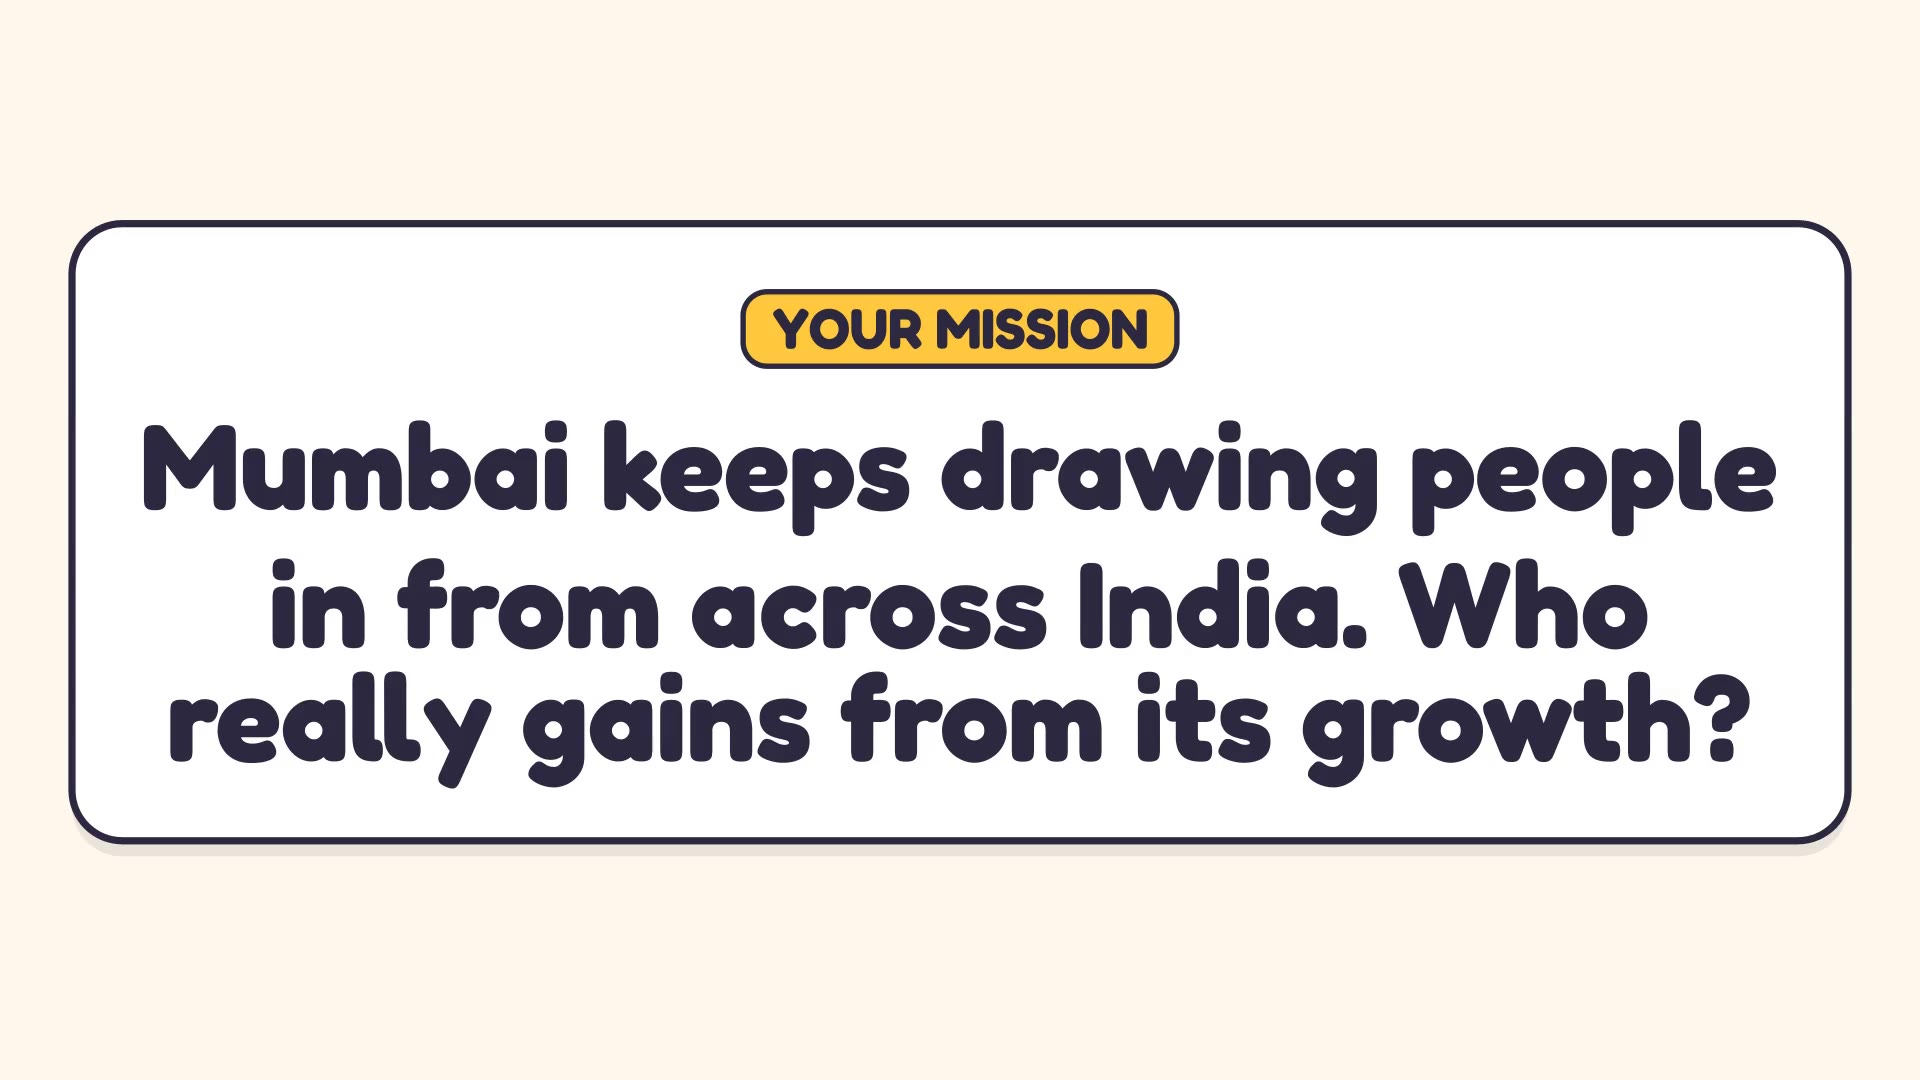 YOUR MISSION
Mumbai keeps drawing people
in from across India. Who
really gains from its growth?